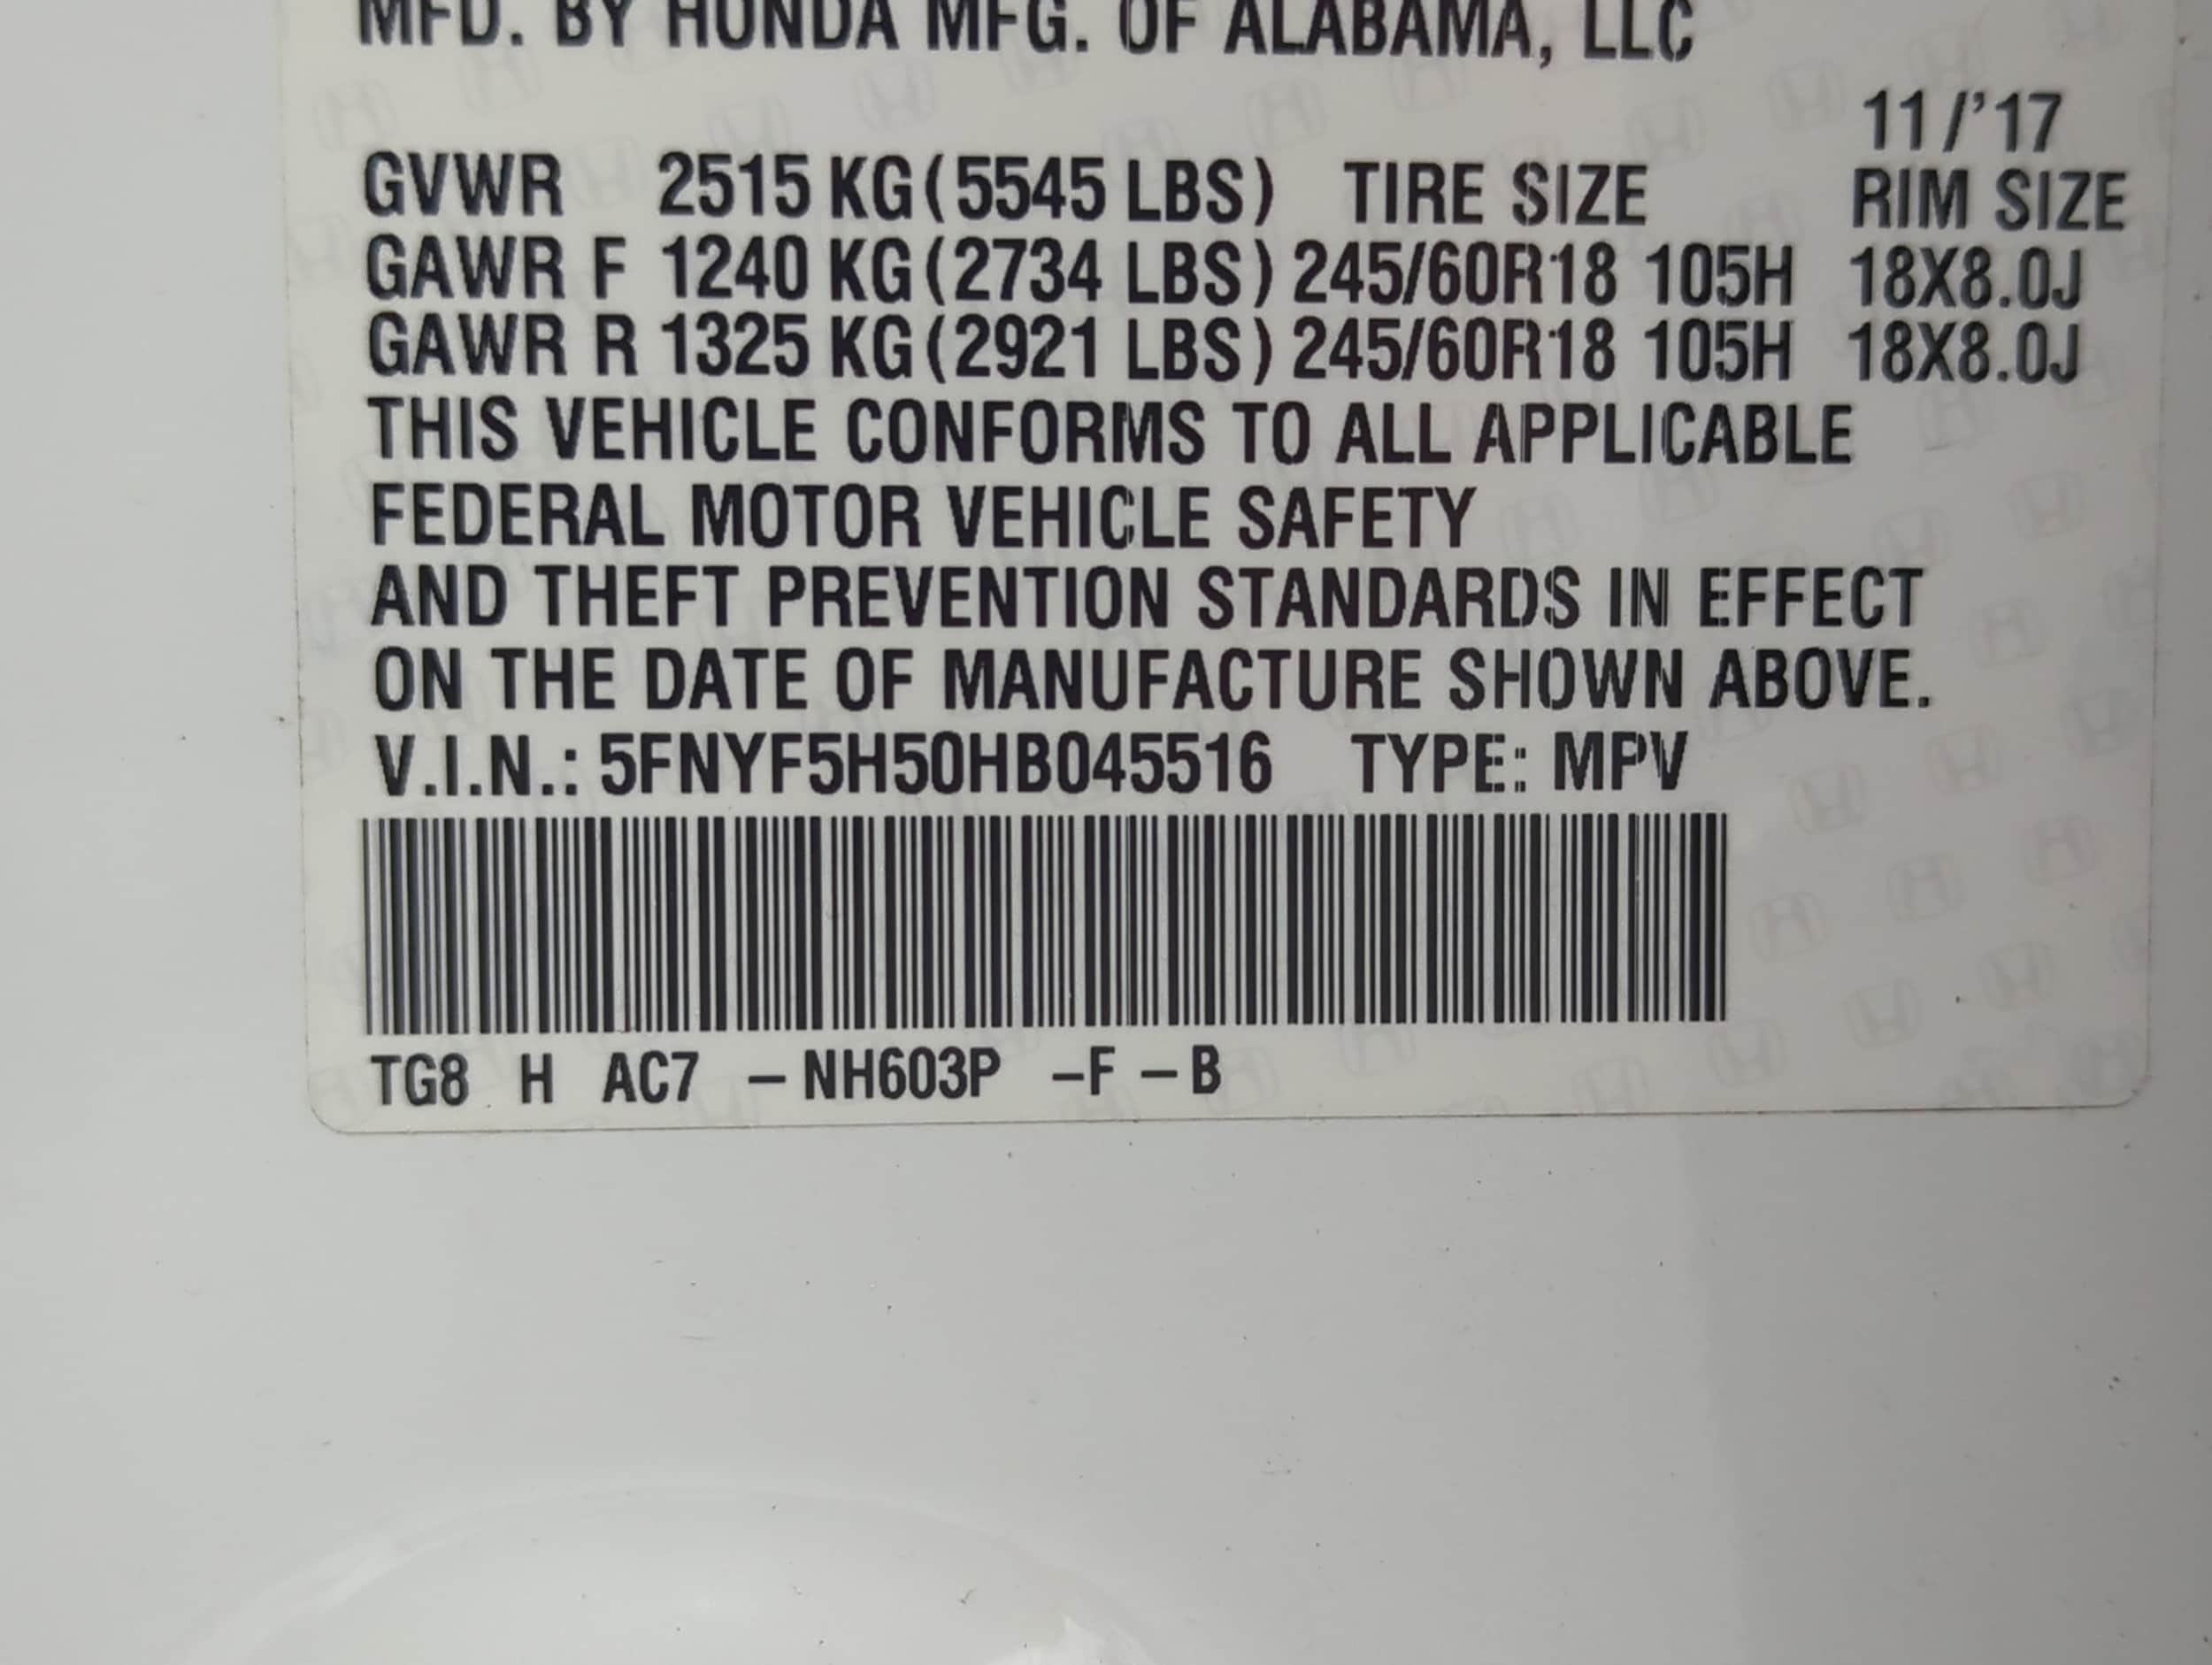 MFD. BY HONDA MFG. OF ALABAMA, LLC
11/'17
GVWR 2515 KG(5545 LBS) TIRE SIZE RIM SIZE
GAWR F 1240 KG(2734 LBS) 245/60R18 105H 18X8.0J
GAWR R 1325 KG(2921 LBS) 245/60R18 105H 18X8.0J
THIS VEHICLE CONFORMS TO ALL APPLICABLE
FEDERAL MOTOR VEHICLE SAFETY
AND THEFT PREVENTION STANDARDS IN EFFECT
ON THE DATE OF MANUFACTURE SHOWN ABOVE.
V.I.N.: 5FNYF5H50HB045516 TYPE: MPV
TG8 H AC7 – NH603P –F – B